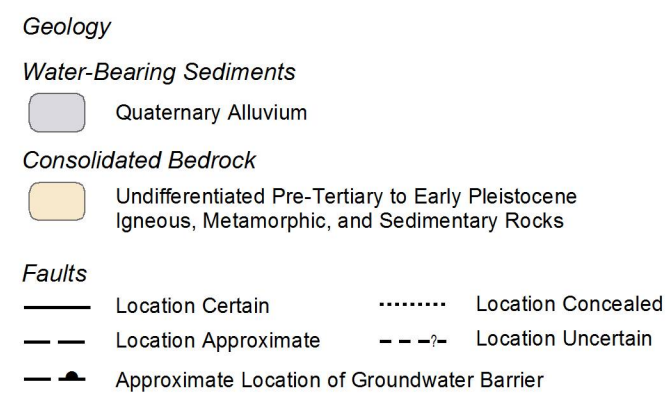 Geology
Water-Bearing Sediments
Quaternary Alluvium
Consolidated Bedrock
Undifferentiated Pre-Tertiary to Early Pleistocene
Igneous, Metamorphic, and Sedimentary Rocks
Faults
Location Certain
Location Concealed
Location Approximate
?
Location Uncertain
Approximate Location of Groundwater Barrier